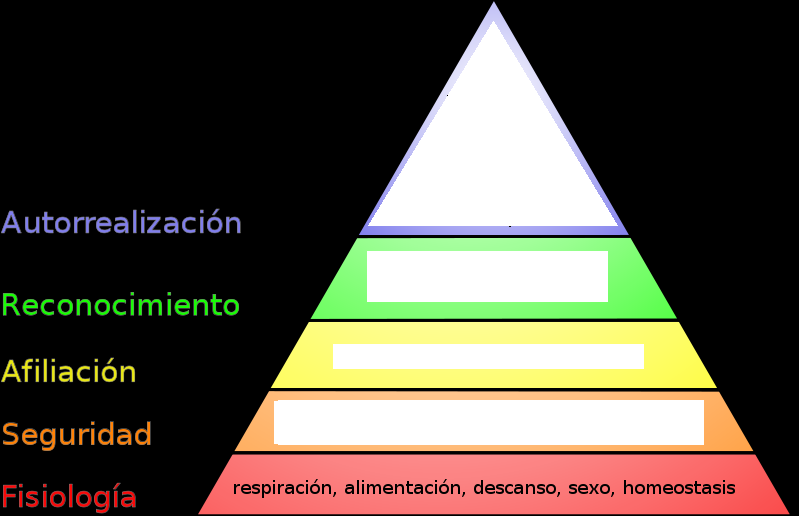 Autorrealización
Reconocimiento
Afiliación
Seguridad
Fisiología
respiración, alimentación, descanso, sexo, homeostasis